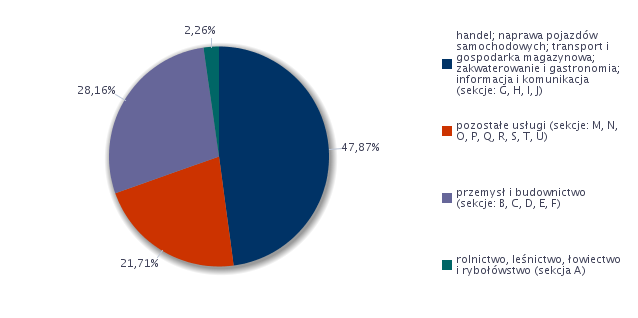 2,26%
28,16%
47,87%
21,71%
handel; naprawa pojazdów
samochodowych; transport i
gospodarka magazynowa;
zakwaterowanie i gastronomia;
informacja i komunikacja
(sekcje: G, H, I, J)
pozostałe usługi (sekcje: M, N,
O, P, Q, R, S, T, U)
przemysł i budownictwo
(sekcje: B, C, D, E, F)
rolnictwo, leśnictwo, łowiectwo
i rybołówstwo (sekcja A)